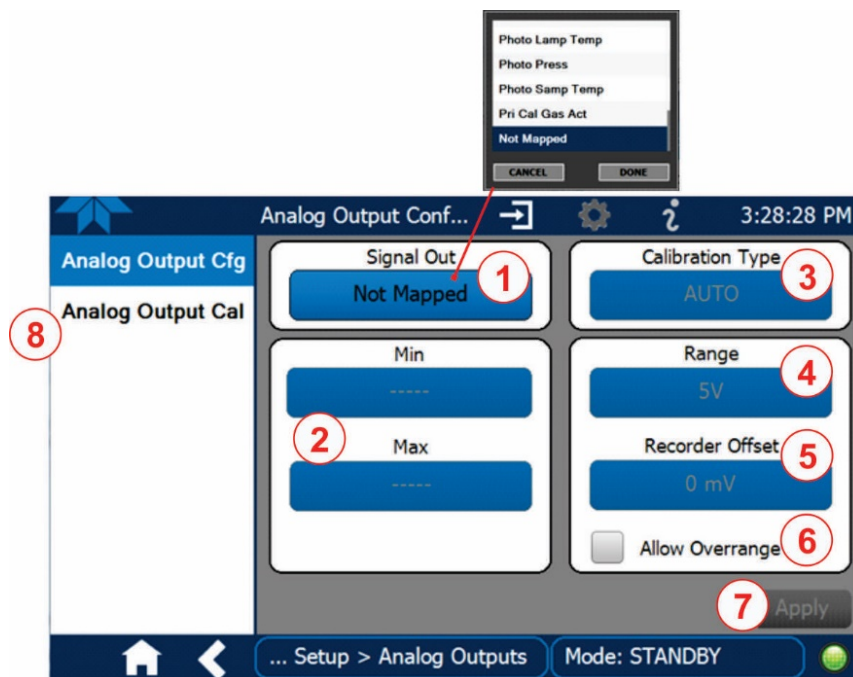 Photo Lamp Temp
Photo Press
Photo Samp Temp
Pri Cal Gas Act
Not Mapped
CANCEL DONE
Analog Output Conf... i 3:28:28 PM
Analog Output Cfg
Analog Output Cal
8
Signal Out
Not Mapped
1
Calibration Type
AUTO
3
Min
-----
2
Max
-----
Range
5V
4
Recorder Offset
0 mV
5
Allow Overrange
6
7
Apply
... Setup > Analog Outputs
Mode: STANDBY